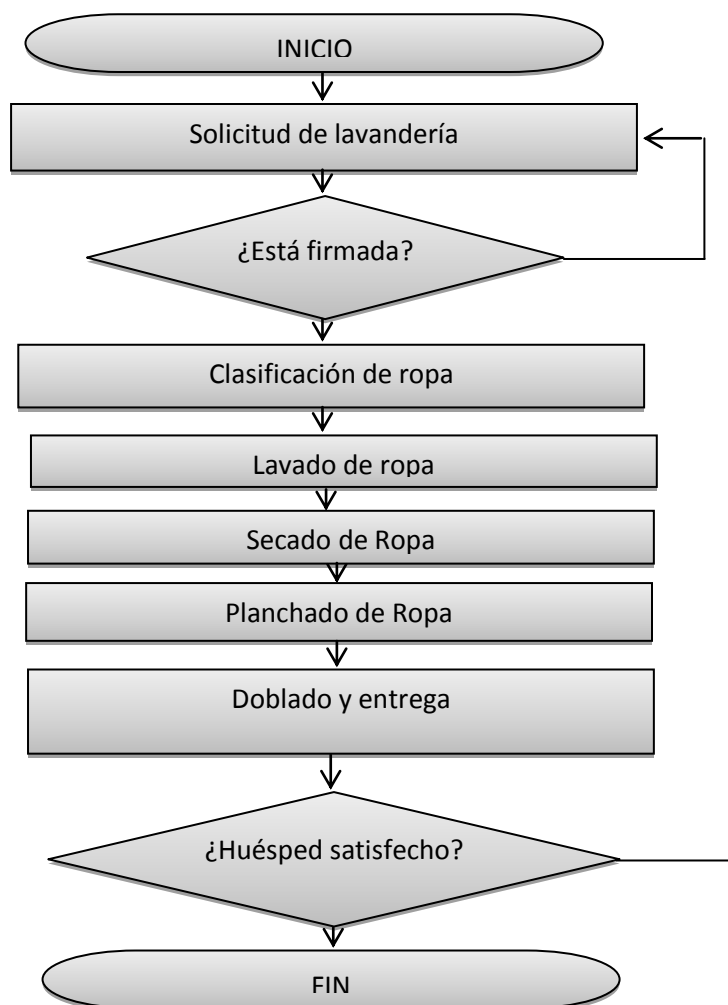 INICIO
Solicitud de lavandería
¿Está firmada?
Clasificación de ropa
Lavado de ropa
Secado de Ropa
Planchado de Ropa
Doblado y entrega
¿Huésped satisfecho?
FIN